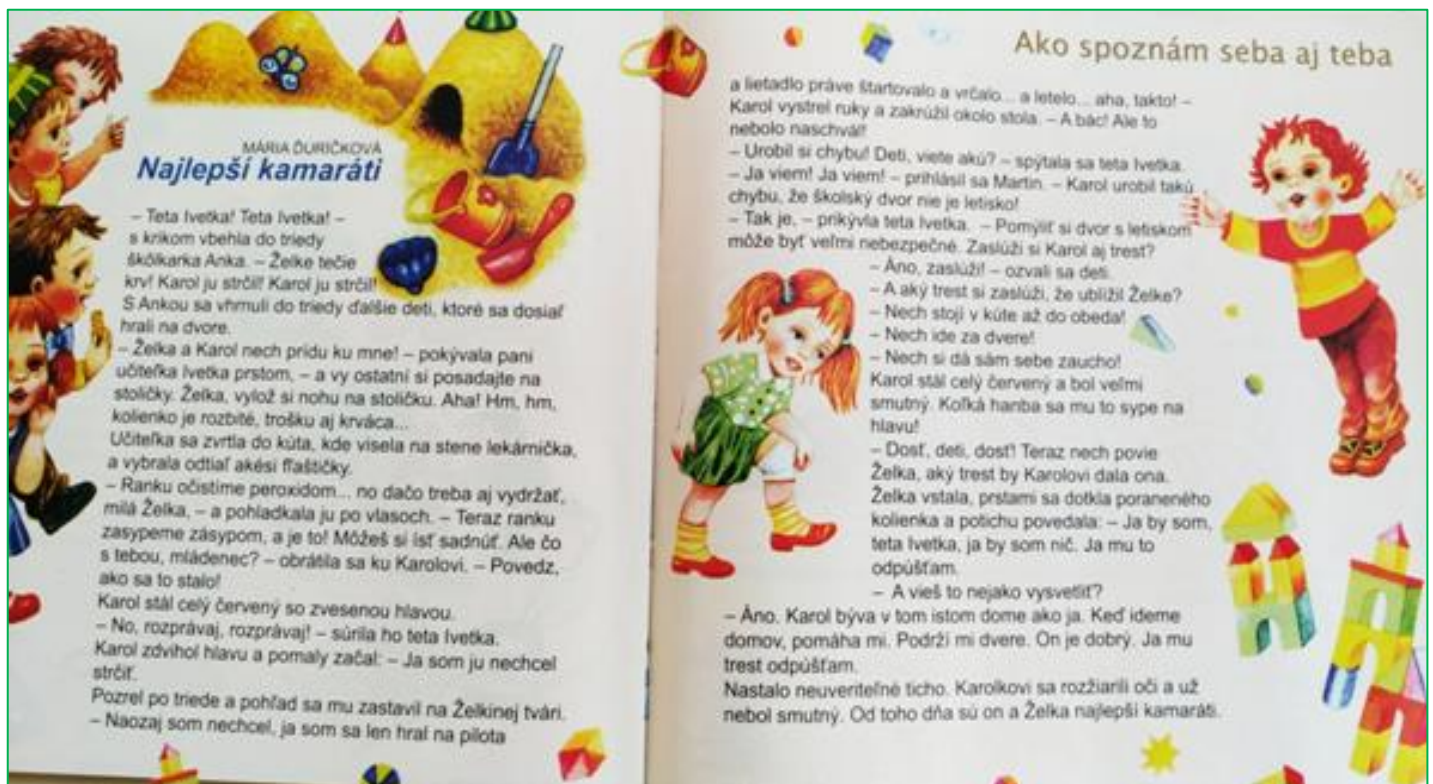 MÁRIA ĎURÍČKOVÁ
Najlepší kamaráti
– Teta Ivetka! Teta Ivetka! –
s krikom vbehla do triedy
škôlkarka Anka. – Želke tečie
krv! Karol ju strčil! Karol ju strčil!
S Ankou sa vhrnuli do triedy ďalšie deti, ktoré sa dosiaľ
hrali na dvore.
– Želka a Karol nech prídu ku mne! – pokývala pani
učiteľka Ivetka prstom, – a vy ostatní si posadajte na
stoličky. Želka, vylož si nohu na stoličku. Aha! Hm, hm,
kolienko je rozbité, trošku aj krváca...
Učiteľka sa zvrtla do kúta, kde visela na stene lekárnička,
a vybrala odtiaľ akési fľaštičky.
– Ranku očistíme peroxidom... no dačo treba aj vydržať,
milá Želka, – a pohladkala ju po vlasoch. – Teraz ranku
zasypeme zásypom, a je to! Môžeš si ísť sadnúť. Ale čo
s tebou, mládenec? – obrátila sa ku Karolovi. – Povedz,
ako sa to stalo!
Karol stál celý červený so zvesenou hlavou.
– No, rozprávaj, rozprávaj! – súrila ho teta Ivetka.
Karol zdvihol hlavu a pomaly začal: – Ja som ju nechcel
strčiť.
Pozrel po triede a pohľad sa mu zastavil na Želkinej tvári.
– Naozaj som nechcel, ja som sa len hral na pilota
Ako spoznám seba aj teba
a lietadlo práve štartovalo a vrčalo... a letelo... aha, takto! –
Karol vystrel ruky a zakrúžil okolo stola. – A bác! Ale to
nebolo naschvál!
– Urobil si chybu! Deti, viete akú? – spýtala sa teta Ivetka.
– Ja viem! Ja viem! – prihlásil sa Martin. – Karol urobil takú
chybu, že školský dvor nie je letisko!
– Tak je, – prikývla teta Ivetka. – Pomýliť si dvor s letiskom
môže byť veľmi nebezpečné. Zaslúži si Karol aj trest?
– Áno, zaslúži! – ozvali sa deti.
– A aký trest si zaslúži, že ublížil Želke?
– Nech stojí v kúte až do obeda!
– Nech ide za dvere!
– Nech si dá sám sebe zaucho!
Karol stál celý červený a bol veľmi
smutný. Koľká hanba sa mu to sype na
hlavu!
– Dosť, deti, dosť! Teraz nech povie
Želka, aký trest by Karolovi dala ona.
Želka vstala, prstami sa dotkla poraneného
kolienka a potichu povedala: – Ja by som,
teta Ivetka, ja by som nič. Ja mu to
odpúšťam.
– A vieš to nejako vysvetliť?
– Áno. Karol býva v tom istom dome ako ja. Keď ideme
domov, pomáha mi. Podrží mi dvere. On je dobrý. Ja mu
trest odpúšťam.
Nastalo neuveriteľné ticho. Karolkovi sa rozžiarili oči a už
nebol smutný. Od toho dňa sú on a Želka najlepší kamaráti.